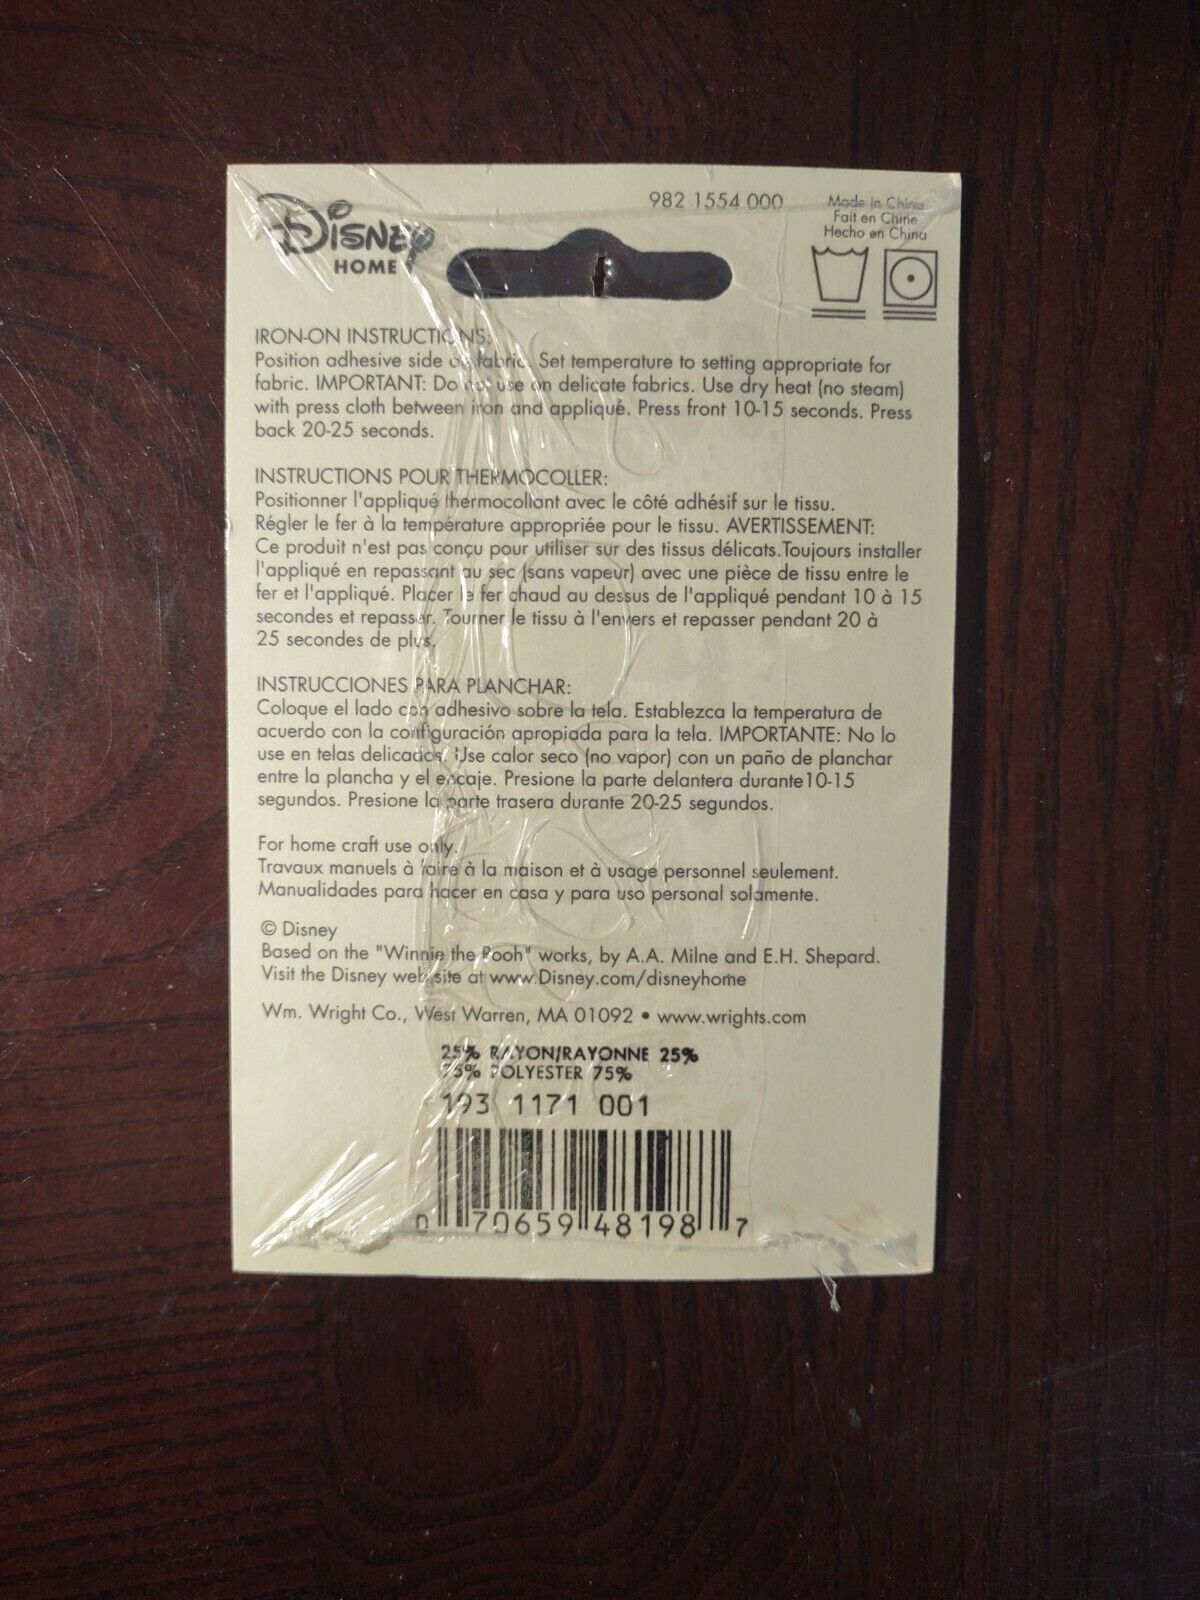 Disney
HOME
982 1554 000
Made in China
Fait en Chine
Hecho en China
IRON-ON INSTRUCTIONS:
Position adhesive side on fabric. Set temperature to setting appropriate for
fabric. IMPORTANT: Do not use on delicate fabrics. Use dry heat (no steam)
with press cloth between iron and appliqué. Press front 10-15 seconds. Press
back 20-25 seconds.
INSTRUCTIONS POUR THERMOCOLLER:
Positionner l'appliqué thermocollant avec le côté adhésif sur le tissu.
Régler le fer à la température appropriée pour le tissu. AVERTISSEMENT:
Ce produit n'est pas conçu pour utiliser sur des tissus délicats.Toujours installer
l'appliqué en repassant au sec (sans vapeur) avec une pièce de tissu entre le
fer et l'appliqué. Placer le fer chaud au dessus de l'appliqué pendant 10 à 15
secondes et repasser. Tourner le tissu à l'envers et repasser pendant 20 à
25 secondes de plus.
INSTRUCCIONES PARA PLANCHAR:
Coloque el lado con adhesivo sobre la tela. Establezca la temperatura de
acuerdo con la configuración apropiada para la tela. IMPORTANTE: No lo
use en telas delicadas. Use calor seco (no vapor) con un paño de planchar
entre la plancha y el encaje. Presione la parte delantera durante10-15
segundos. Presione la parte trasera durante 20-25 segundos.
For home craft use only.
Travaux manuels à faire à la maison et à usage personnel seulement.
Manualidades para hacer en casa y para uso personal solamente.
© Disney
Based on the "Winnie the Pooh" works, by A.A. Milne and E.H. Shepard.
Visit the Disney web site at www.Disney.com/disneyhome
Wm. Wright Co., West Warren, MA 01092 • www.wrights.com
25% RAYON/RAYONNE 25%
75% POLYESTER 75%
193 1171 001
0 70659 48198 7